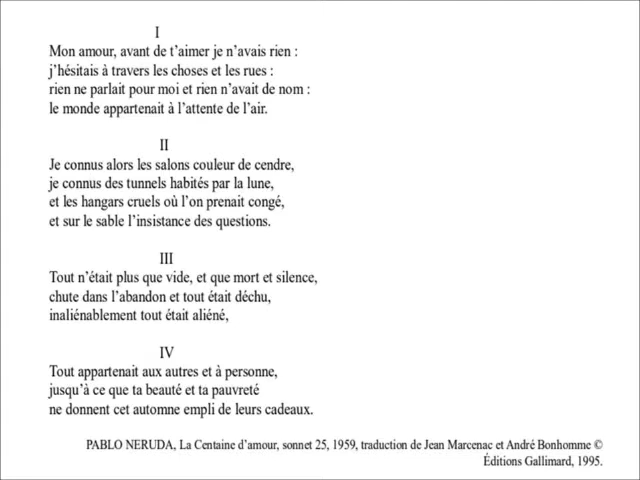 I
Mon amour, avant de t’aimer je n’avais rien :
j’hésitais à travers les choses et les rues :
rien ne parlait pour moi et rien n’avait de nom :
le monde appartenait à l’attente de l’air.
II
Je connus alors les salons couleur de cendre,
je connus des tunnels habités par la lune,
et les hangars cruels où l’on prenait congé,
et sur le sable l’insistance des questions.
III
Tout n’était plus que vide, et que mort et silence,
chute dans l’abandon et tout était déchu,
inaliénablement tout était aliéné,
IV
Tout appartenait aux autres et à personne,
jusqu’à ce que ta beauté et ta pauvreté
ne donnent cet automne empli de leurs cadeaux.
PABLO NERUDA, La Centaine d’amour, sonnet 25, 1959, traduction de Jean Marcenac et André Bonhomme ©
Éditions Gallimard, 1995.